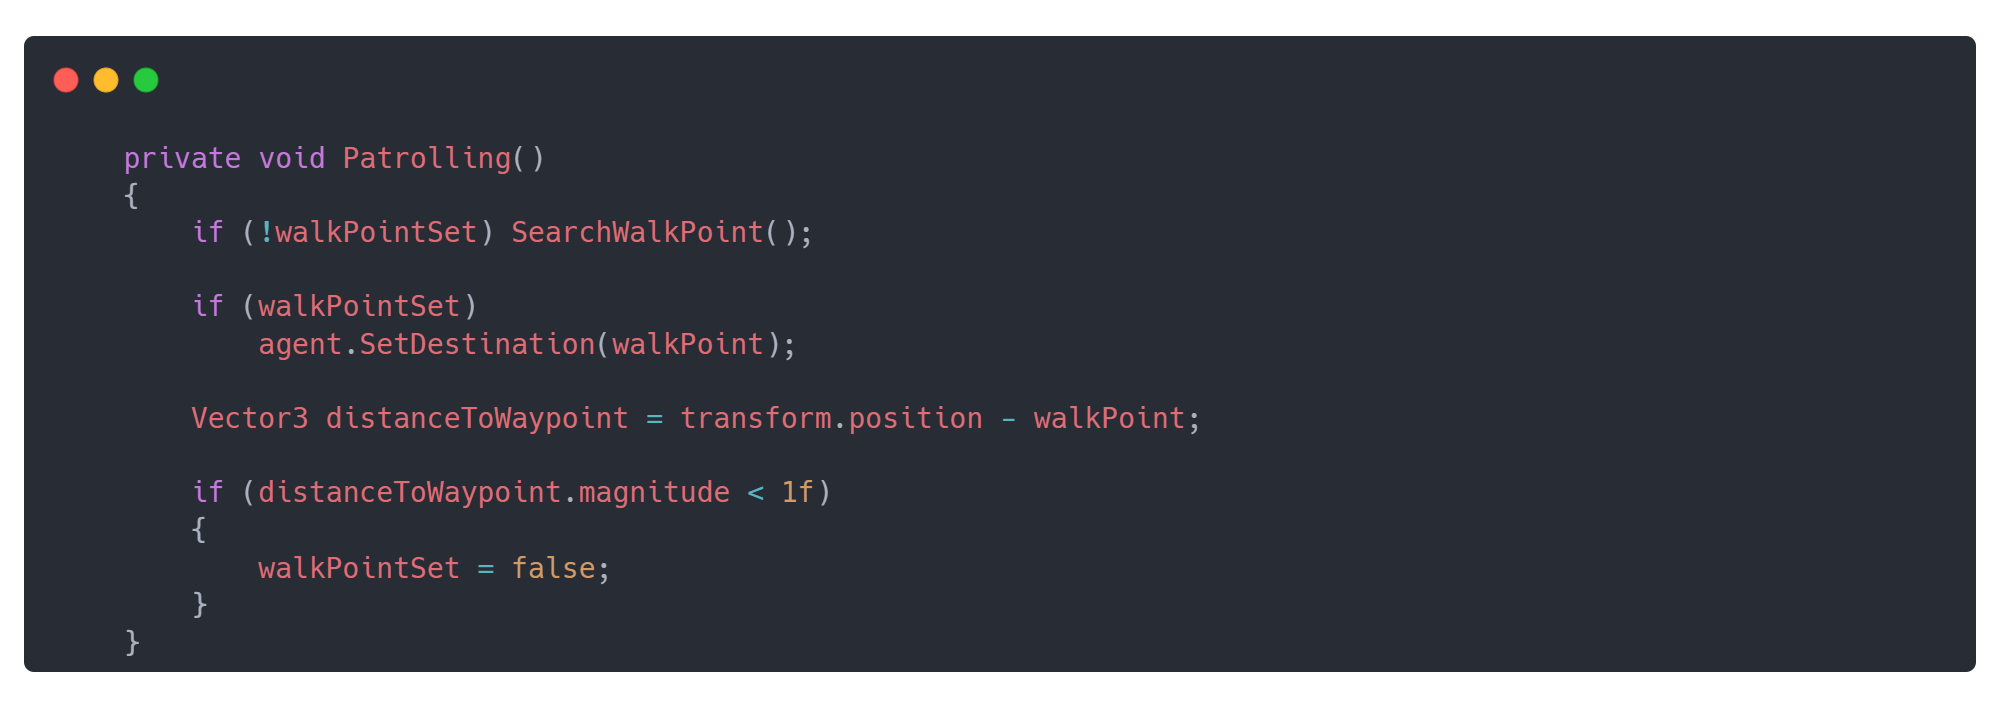 private void Patrolling()
{
if (!walkPointSet) SearchWalkPoint();
if (walkPointSet)
agent.SetDestination(walkPoint);
Vector3 distanceToWaypoint = transform.position - walkPoint;
if (distanceToWaypoint.magnitude < 1f)
{
walkPointSet = false;
}
}